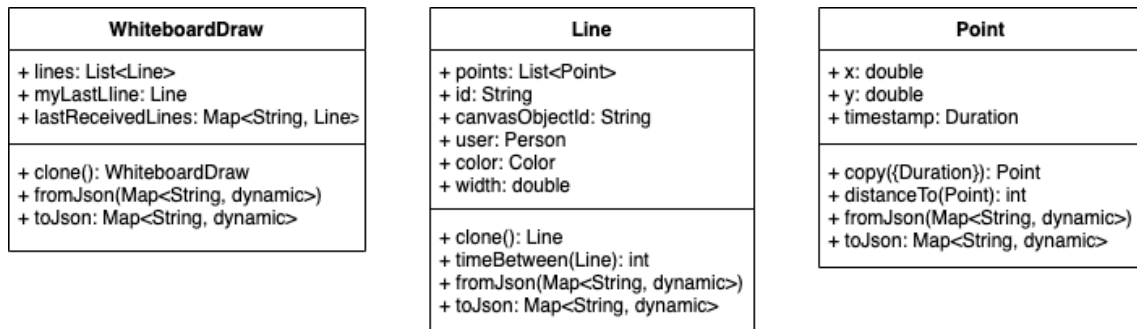 WhiteboardDraw
+ lines: List<Line>
+ myLastLline: Line
+ lastReceivedLines: Map<String, Line>
+ clone(): WhiteboardDraw
+ fromJson(Map<String, dynamic>)
+ toJson: Map<String, dynamic>
Line
+ points: List<Point>
+ id: String
+ canvasObjectId: String
+ user: Person
+ color: Color
+ width: double
+ clone(): Line
+ timeBetween(Line): int
+ fromJson(Map<String, dynamic>)
+ toJson: Map<String, dynamic>
Point
+ x: double
+ y: double
+ timestamp: Duration
+ copy({Duration}): Point
+ distanceTo(Point): int
+ fromJson(Map<String, dynamic>)
+ toJson: Map<String, dynamic>